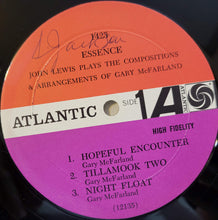 1425
ESSENCE
JOHN LEWIS PLAYS THE COMPOSITIONS
& ARRANGEMENTS OF GARY McFARLAND
ATLANTIC
SIDE 1
A
ATLANTIC
HIGH FIDELITY
1. HOPEFUL ENCOUNTER
Gary McFarland
2. TILLAMOOK TWO
Gary McFarland
3. NIGHT FLOAT
Gary McFarland
(12135)